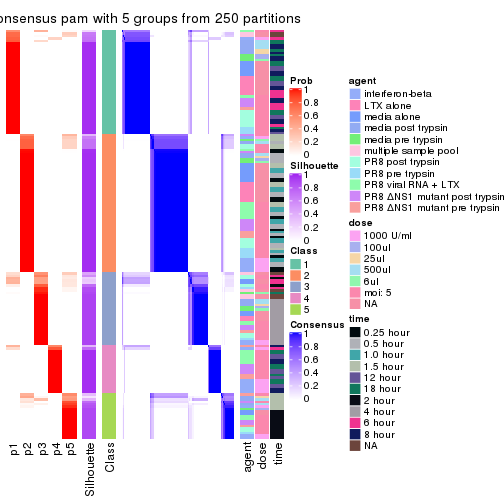 onsensus pam with 5 groups from 250 partitions
Prob
1
0.8
0.6
0.4
0.2
0
Silhouette
1
0.8
0.6
0.4
0.2
0
Class
1
2
3
4
5
Consensus
1
0.8
0.6
0.4
0.2
0
agent
interferon-beta
LTX alone
media alone
media post trypsin
media pre trypsin
multiple sample pool
PR8 post trypsin
PR8 pre trypsin
PR8 viral RNA + LTX
PR8 ΔNS1 mutant post trypsin
PR8 ΔNS1 mutant pre trypsin
dose
1000 U/ml
100ul
25ul
500ul
6ul
moi: 5
NA
time
0.25 hour
0.5 hour
1.0 hour
1.5 hour
12 hour
18 hour
2 hour
4 hour
6 hour
8 hour
NA
p1
p2
p3
p4
p5
Silhouette
Class
agent
dose
time